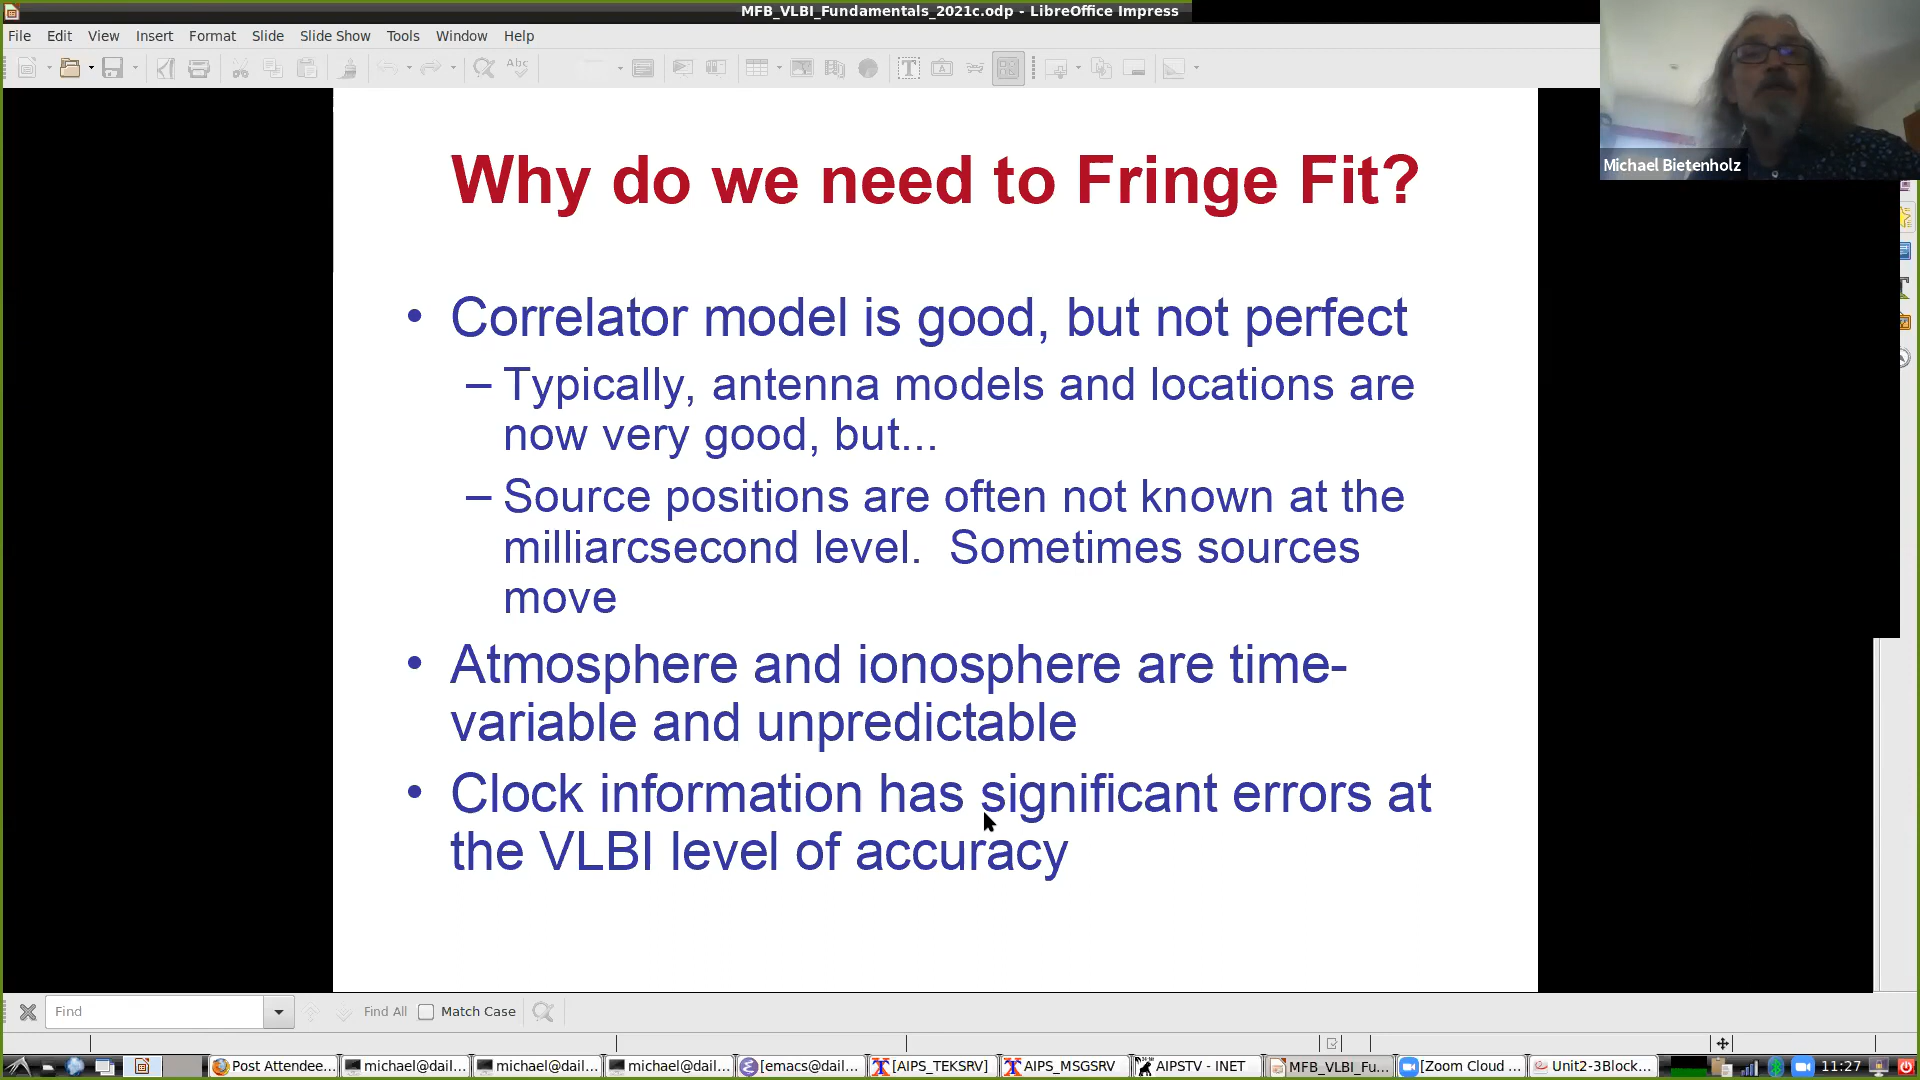 MFB_VLBI_Fundamentals_2021c.odp - LibreOffice Impress
File Edit View Insert Format Slide Slide Show Tools Window Help
Michael Bietenholz
Why do we need to Fringe Fit?
• Correlator model is good, but not perfect
– Typically, antenna models and locations are
now very good, but...
– Source positions are often not known at the
milliarcsecond level. Sometimes sources
move
• Atmosphere and ionosphere are time-
variable and unpredictable
• Clock information has significant errors at
the VLBI level of accuracy
Find Find All Match Case
Post Attendee... michael@dail... michael@dail... michael@dail... [emacs@dail... [AIPS_TEKSRV] AIPS_MSGSRV AIPSTV - INET MFB_VLBI_Fu... [Zoom Cloud ... Unit2-3Block... 11:27